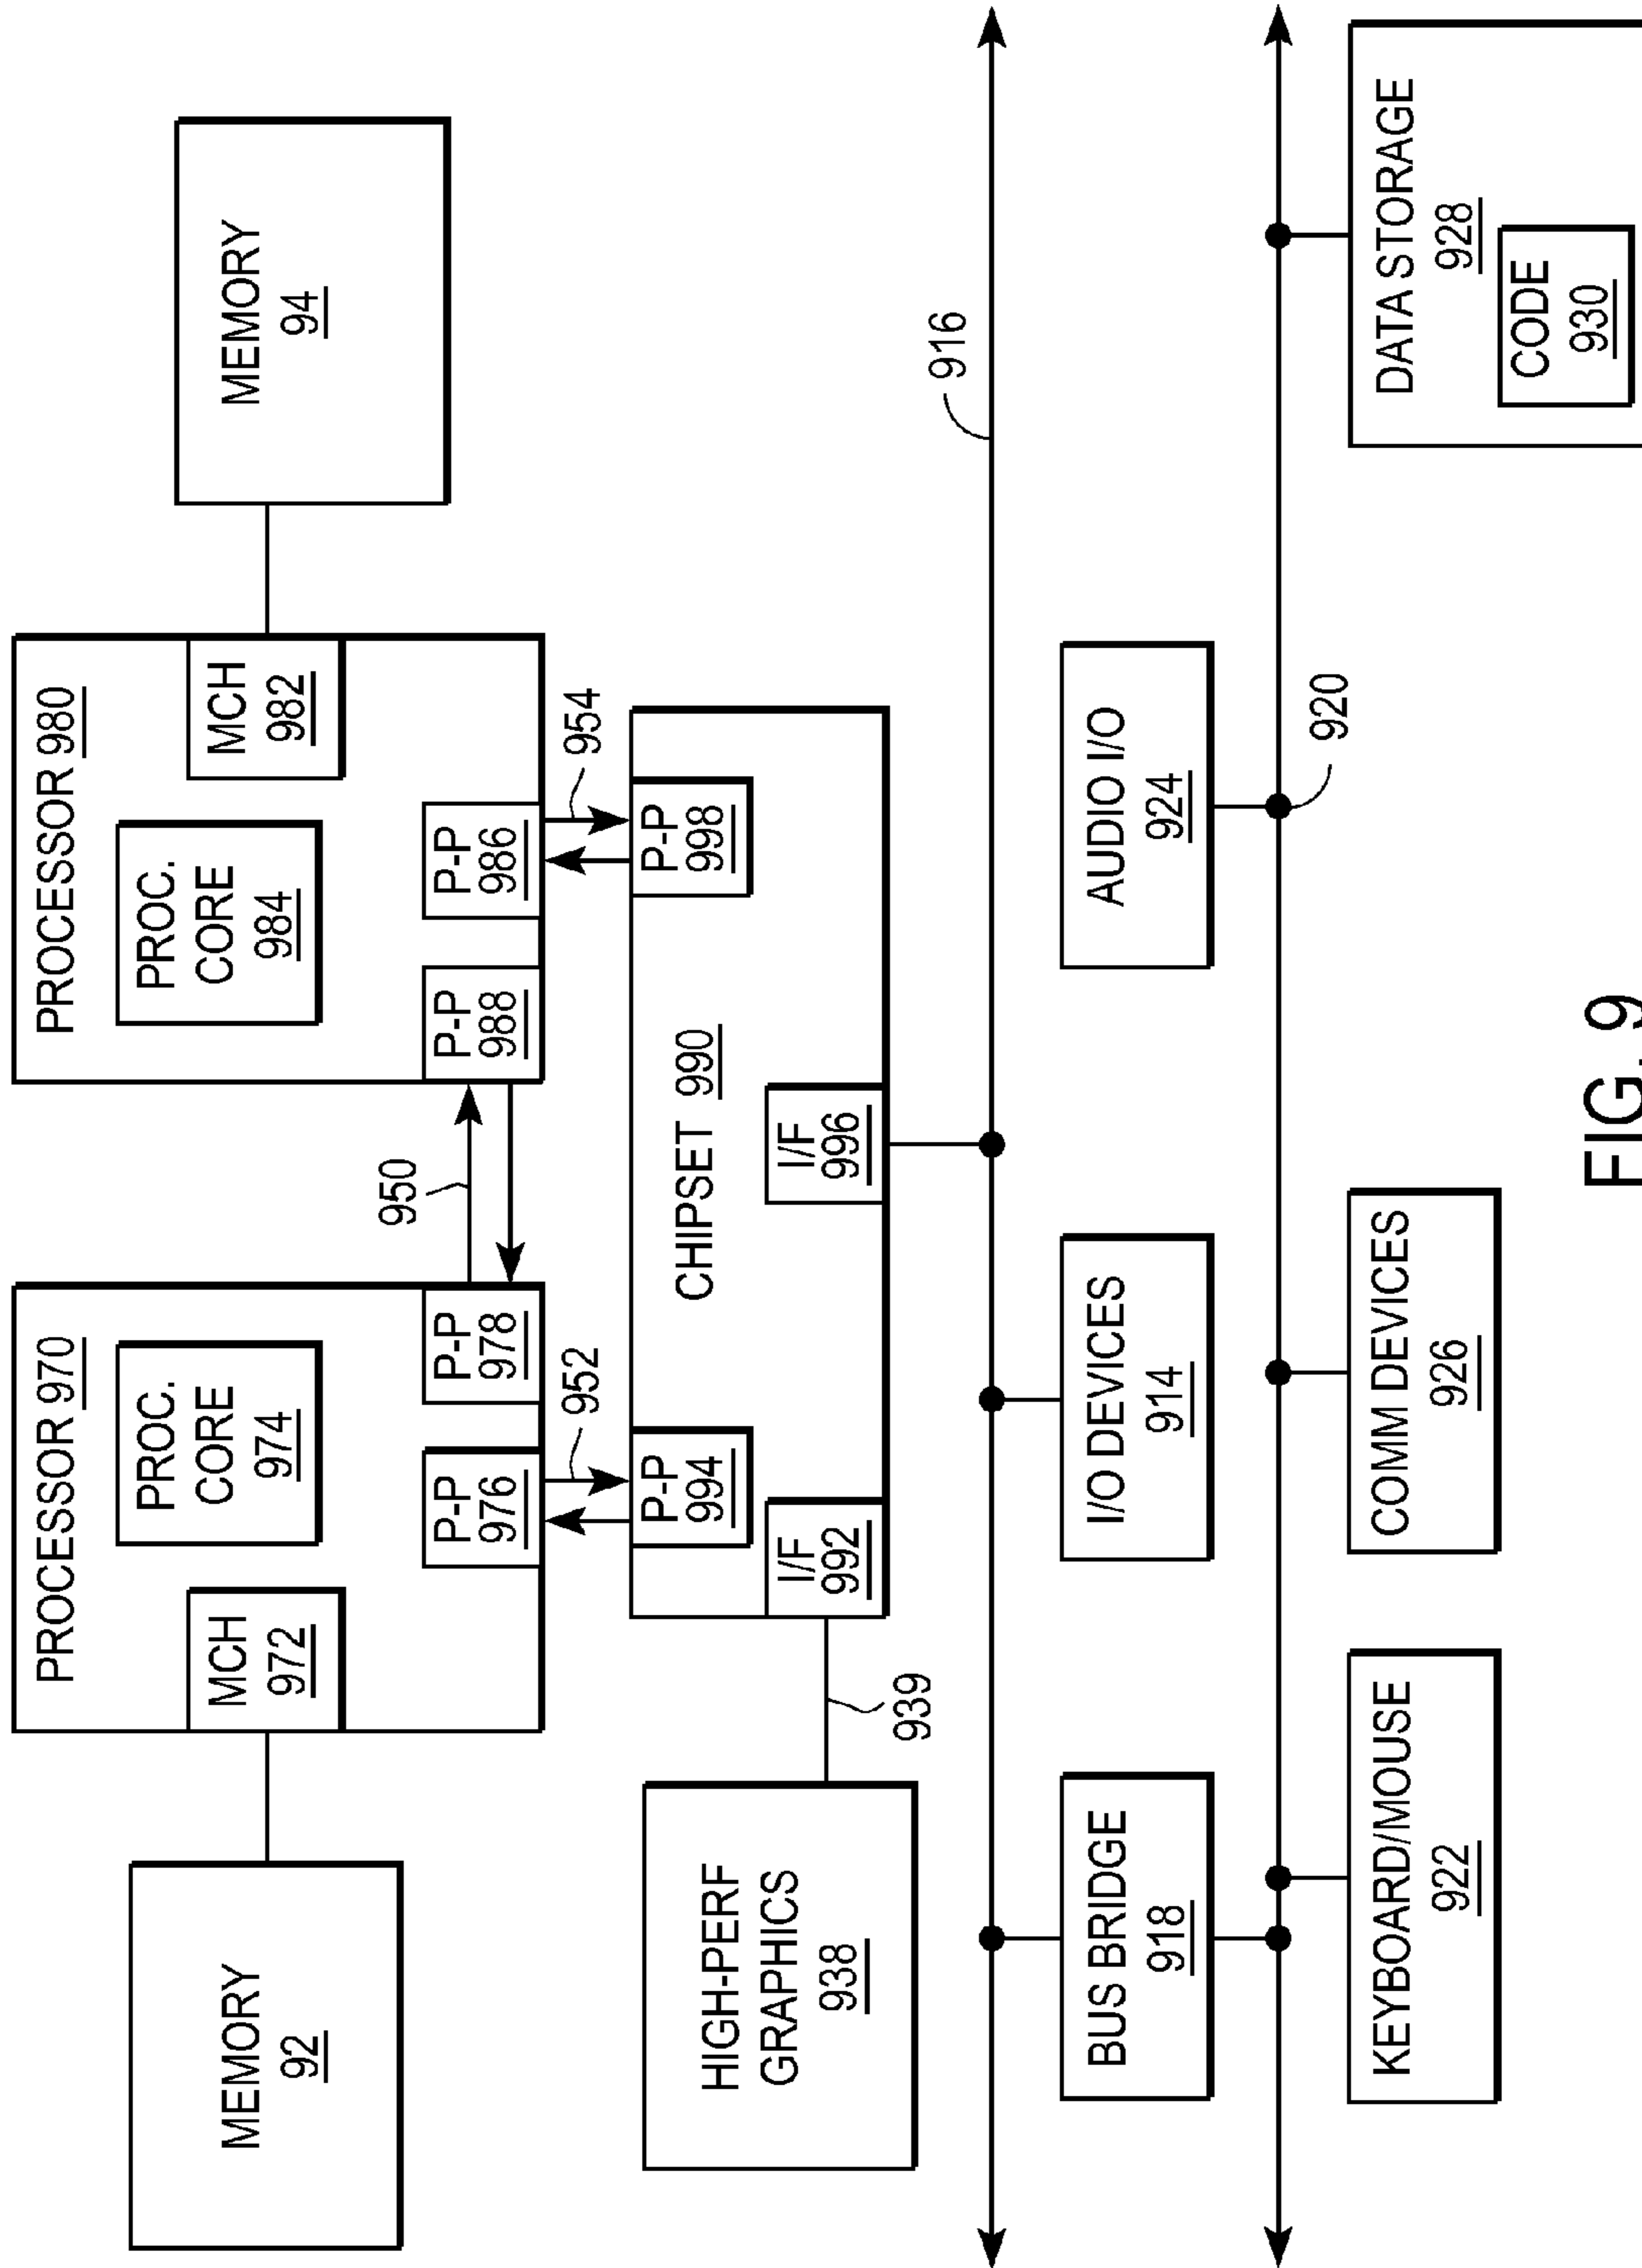 PROCESSOR 970
PROC.
CORE
974
MCH
972
P-P
976
P-P
978
MEMORY
92
950
PROCESSOR 980
PROC.
CORE
984
MCH
982
P-P
988
P-P
986
MEMORY
94
952
954
HIGH-PERF
GRAPHICS
938
939
P-P
994
P-P
998
CHIPSET 990
I/F
992
I/F
996
916
BUS BRIDGE
918
I/O DEVICES
914
AUDIO I/O
924
920
KEYBOARD/MOUSE
922
COMM DEVICES
926
DATA STORAGE
928
CODE
930
FIG. 9